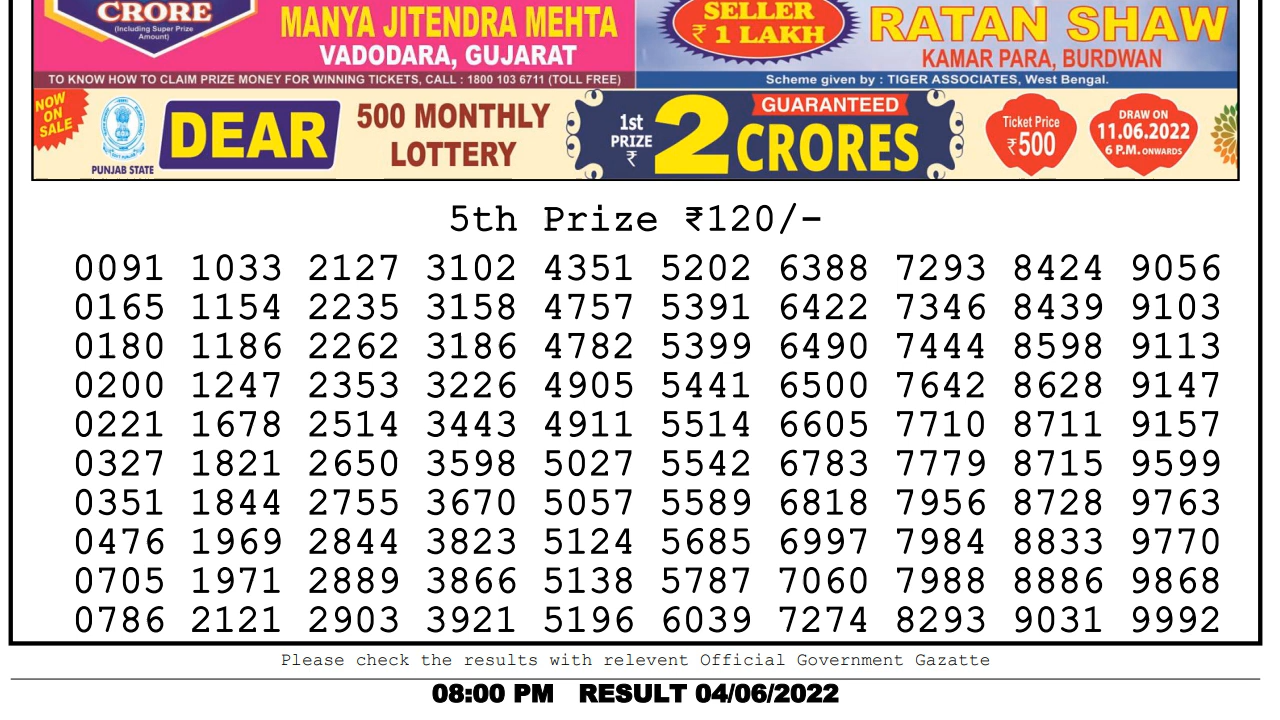 CRORE
(Including Super Prize
Amount)
MANYA JITENDRA MEHTA
VADODARA, GUJARAT
SELLER
₹ 1 LAKH
RATAN SHAW
KAMAR PARA, BURDWAN
TO KNOW HOW TO CLAIM PRIZE MONEY FOR WINNING TICKETS, CALL : 1800 103 6711 (TOLL FREE)
Scheme given by : TIGER ASSOCIATES, West Bengal.
NOW
ON
SALE
PUNJAB STATE
DEAR
500 MONTHLY
LOTTERY
1st
PRIZE
₹
2
GUARANTEED
CRORES
Ticket Price
₹500
DRAW ON
11.06.2022
6 P.M. ONWARDS
5th Prize ₹120/-
0091 1033 2127 3102 4351 5202 6388 7293 8424 9056
0165 1154 2235 3158 4757 5391 6422 7346 8439 9103
0180 1186 2262 3186 4782 5399 6490 7444 8598 9113
0200 1247 2353 3226 4905 5441 6500 7642 8628 9147
0221 1678 2514 3443 4911 5514 6605 7710 8711 9157
0327 1821 2650 3598 5027 5542 6783 7779 8715 9599
0351 1844 2755 3670 5057 5589 6818 7956 8728 9763
0476 1969 2844 3823 5124 5685 6997 7984 8833 9770
0705 1971 2889 3866 5138 5787 7060 7988 8886 9868
0786 2121 2903 3921 5196 6039 7274 8293 9031 9992
Please check the results with relevent Official Government Gazatte
08:00 PM RESULT 04/06/2022